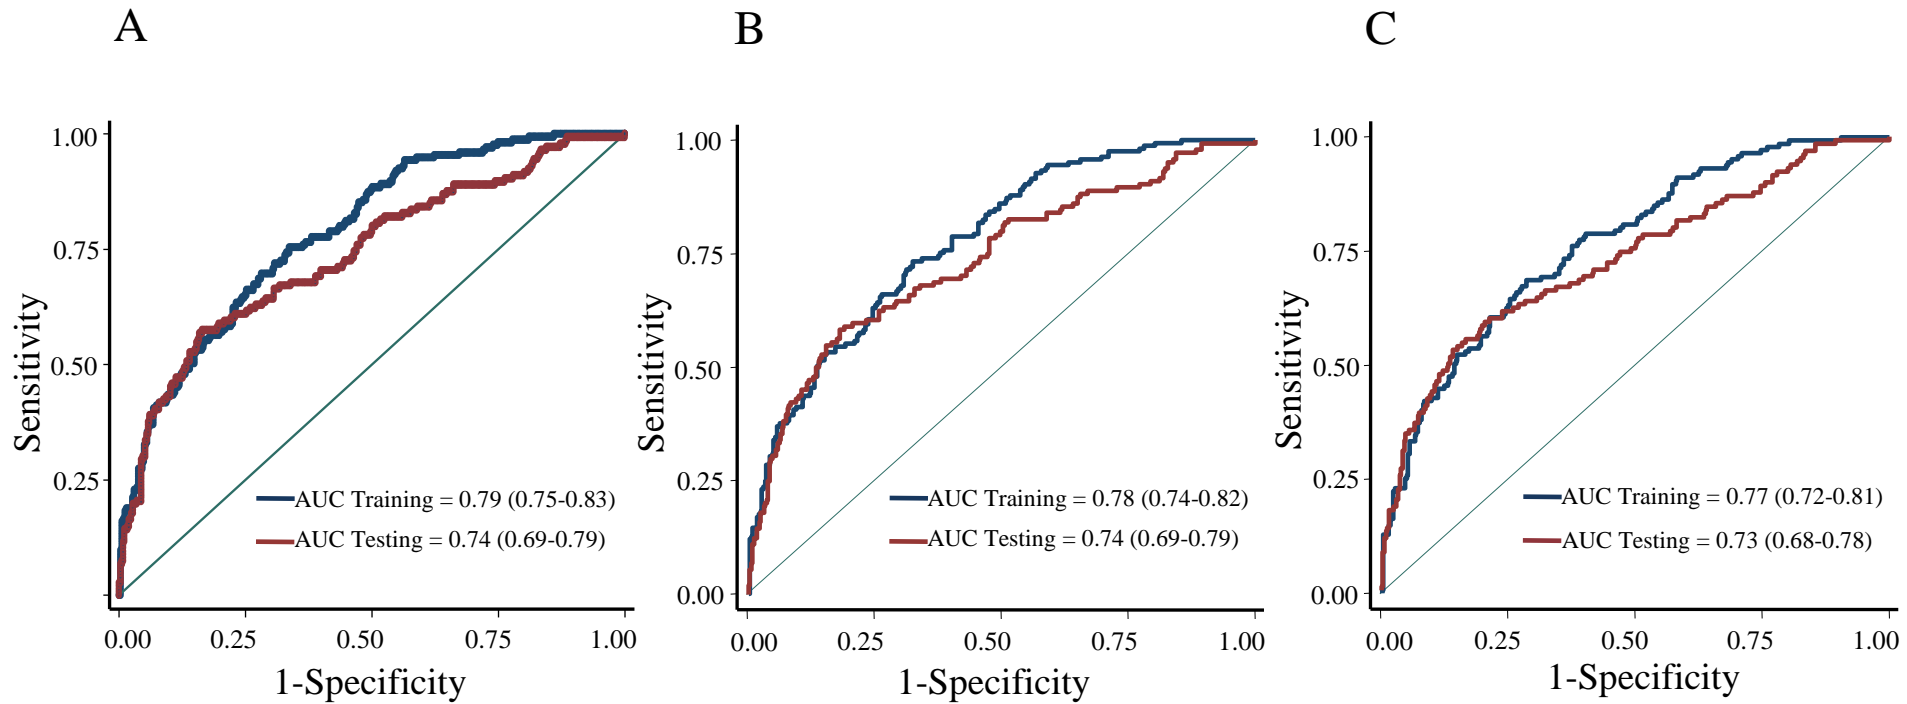 A
1.00
0.75
0.50
0.25
Sensitivity
AUC Training = 0.79 (0.75-0.83)
AUC Testing = 0.74 (0.69-0.79)
0.00 0.25 0.50 0.75 1.00
1-Specificity
B
1.00
0.75
0.50
0.25
0.00
Sensitivity
AUC Training = 0.78 (0.74-0.82)
AUC Testing = 0.74 (0.69-0.79)
0.00 0.25 0.50 0.75 1.00
1-Specificity
C
1.00
0.75
0.50
0.25
0.00
Sensitivity
AUC Training = 0.77 (0.72-0.81)
AUC Testing = 0.73 (0.68-0.78)
0.00 0.25 0.50 0.75 1.00
1-Specificity